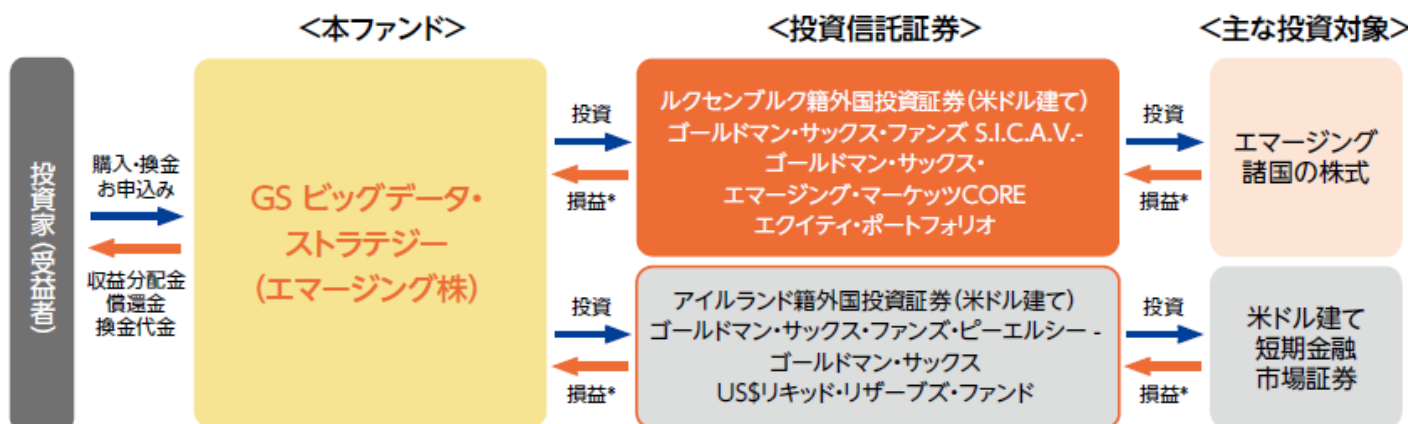 <本ファンド>
<投資信託証券>
<主な投資対象>
投資家(受益者)
購入・換金
お申込み
収益分配金
償還金
換金代金
GS ビッグデータ・
ストラテジー
(エマージング株)
投資
損益*
ルクセンブルク籍外国投資証券(米ドル建て)
ゴールドマン・サックス・ファンズ S.I.C.A.V.-
ゴールドマン・サックス・
エマージング・マーケッツCORE
エクイティ・ポートフォリオ
投資
損益*
エマージング
諸国の株式
投資
損益*
アイルランド籍外国投資証券(米ドル建て)
ゴールドマン・サックス・ファンズ・ピーエルシー -
ゴールドマン・サックス
US$リキッド・リザーブズ・ファンド
投資
損益*
米ドル建て
短期金融
市場証券